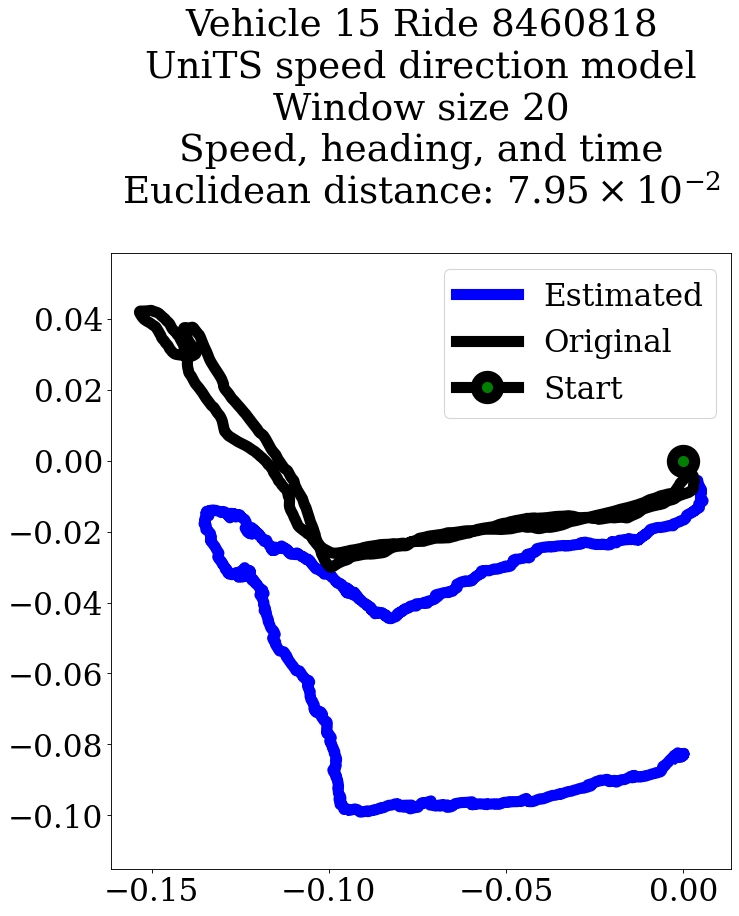 Vehicle 15 Ride 8460818
UniTS speed direction model
Window size 20
Speed, heading, and time
Euclidean distance: 7.95 × 10⁻²
Estimated
Original
Start
0.04
0.02
0.00
−0.02
−0.04
−0.06
−0.08
−0.10
−0.15
−0.10
−0.05
0.00